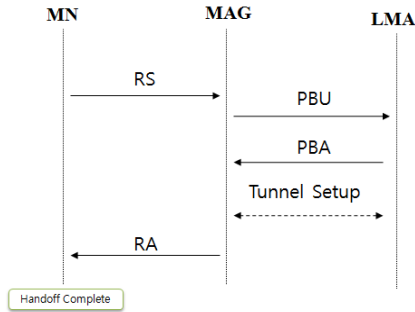 MN
MAG
LMA
RS
PBU
PBA
Tunnel Setup
RA
Handoff Complete